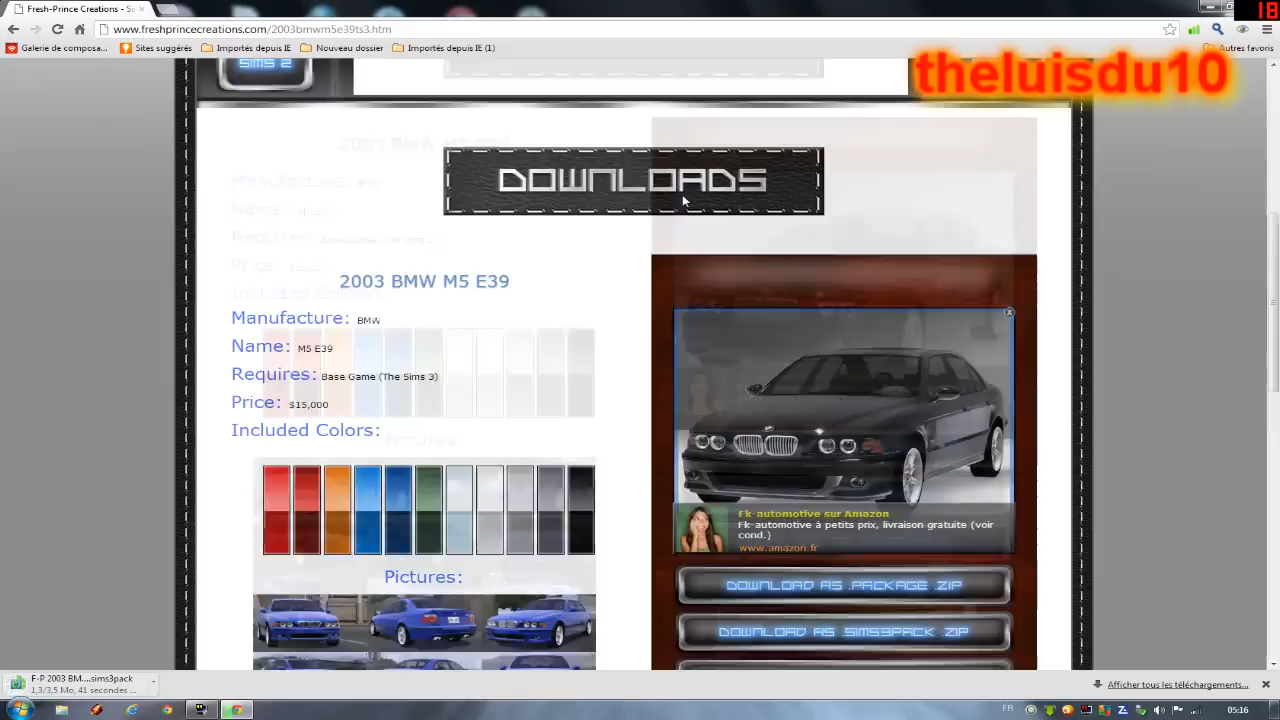 Fresh-Prince Creations - Si
18
www.freshprincecreations.com/2003bmwm5e39ts3.htm
Galerie de composa...
Sites suggérés
Importés depuis IE
Nouveau dossier
Importés depuis IE (1)
Autres favoris
theluisdu10
SIMS 2
DOWNLOADS
2003 BMW M5 E39
Manufacture: BMW
Name: M5 E39
Requires: Base Game (The Sims 3)
Price: $15,000
Included Colors:
Pictures:
Fk-automotive sur Amazon
Fk-automotive à petits prix, livraison gratuite (voir
cond.)
www.amazon.fr
DOWNLOAD AS .PACKAGE .ZIP
DOWNLOAD AS .SIMS3PACK .ZIP
F-P 2003 BM....sims3pack
1,3/3,5 Mo, 41 secondes ...
Afficher tous les téléchargements...
FR
05:16